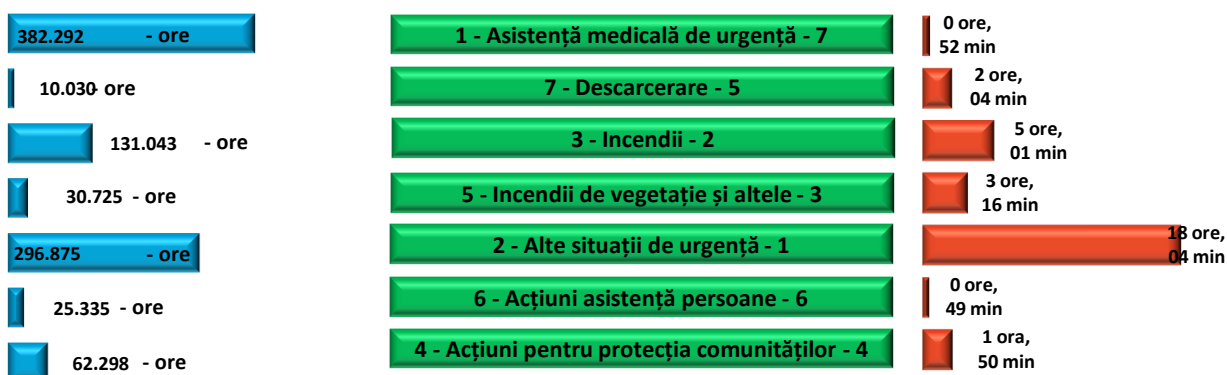 382.292 - ore
1 - Asistență medicală de urgență - 7
0 ore,
52 min
10.030- ore
7 - Descarcerare - 5
2 ore,
04 min
131.043 - ore
3 - Incendii - 2
5 ore,
01 min
30.725 - ore
5 - Incendii de vegetație și altele - 3
3 ore,
16 min
296.875 - ore
2 - Alte situații de urgență - 1
18 ore,
04 min
25.335 - ore
6 - Acțiuni asistență persoane - 6
0 ore,
49 min
62.298 - ore
4 - Acțiuni pentru protecția comunităților - 4
1 ora,
50 min